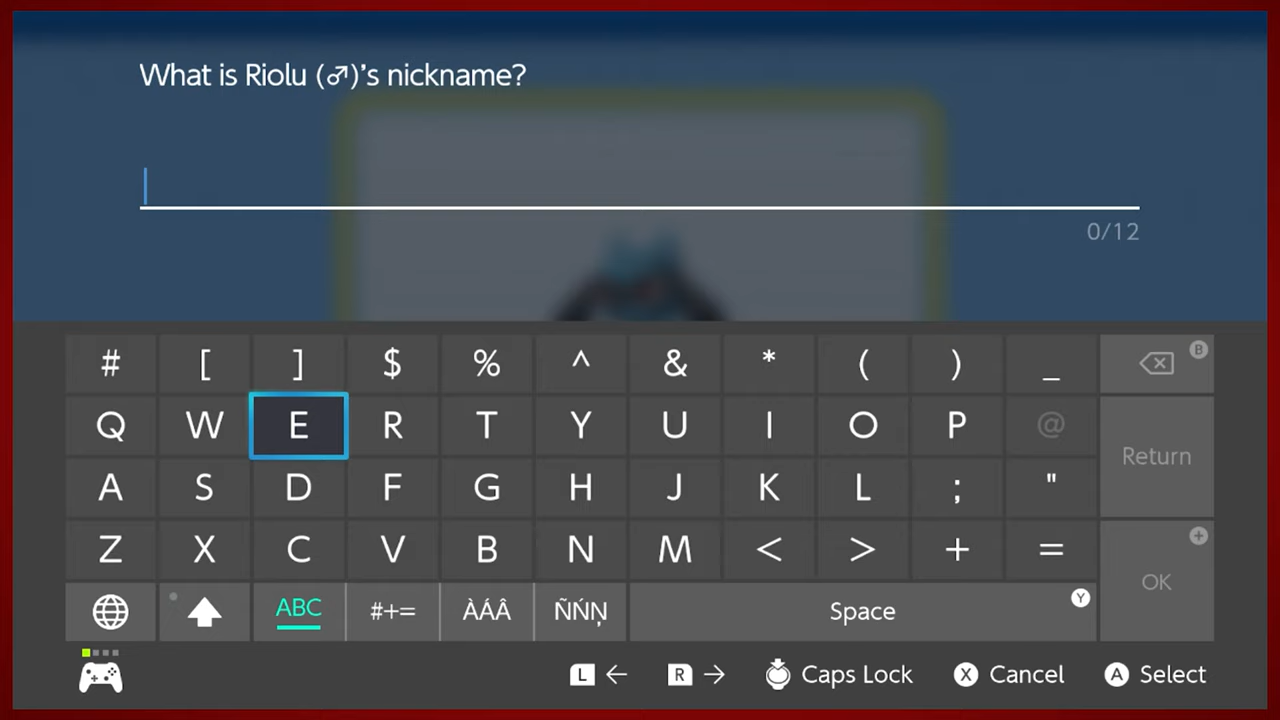 What is Riolu (♂)'s nickname?
0/12
# [ ] $ % ^ & * ( ) _ B
Q W E R T Y U I O P @ Return
A S D F G H J K L ; "
Z X C V B N M < > + = OK +
ABC #+= ÀÁÂ ÑŃŅ Space Y
L ← R → Caps Lock X Cancel A Select